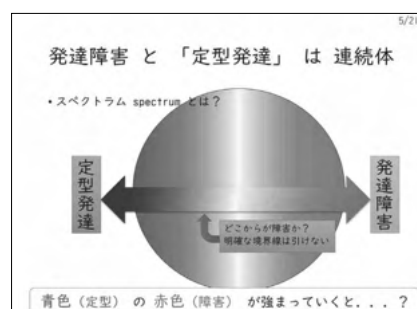 5/2
発達障害 と 「定型発達」 は 連続体
・スペクトラム spectrum とは？
定型発達
発達障害
どこからが障害か？
明確な境界線は引けない
青色（定型） の 赤色（障害） が強まっていくと．．．？